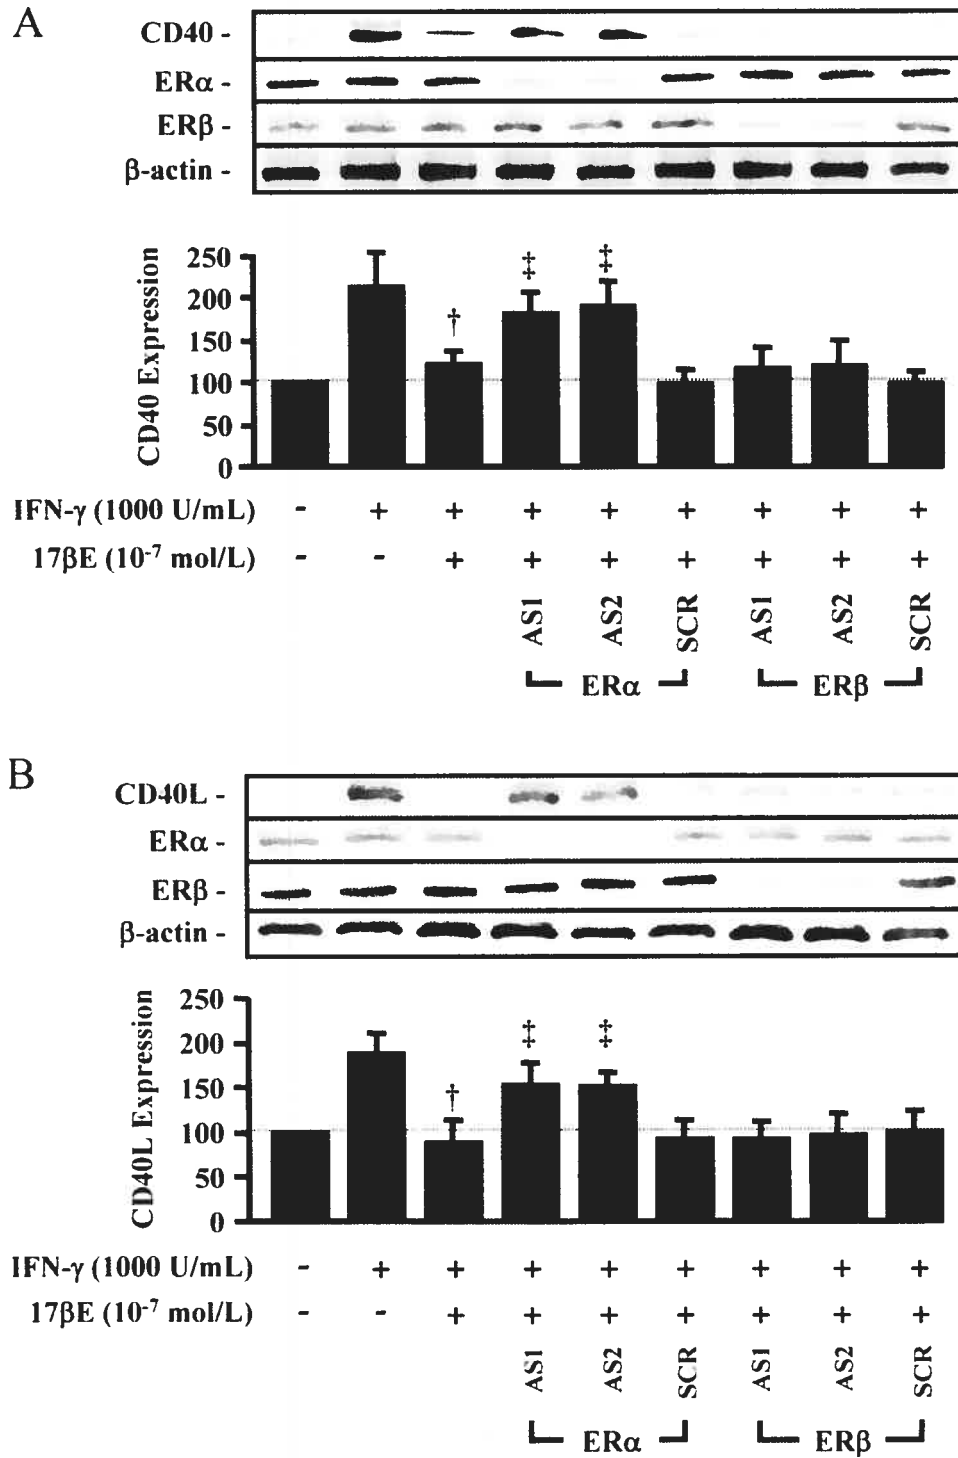 A
CD40 -
ERα -
ERβ -
β-actin -
CD40 Expression
250
200
150
100
50
0
†
‡
‡
IFN-γ (1000 U/mL) - + + + + + + + +
17βE (10⁻⁷ mol/L) - - + + + + + + +
AS1 AS2 SCR AS1 AS2 SCR
ERα ERβ
B
CD40L -
ERα -
ERβ -
β-actin -
CD40L Expression
250
200
150
100
50
0
†
‡
‡
IFN-γ (1000 U/mL) - + + + + + + + +
17βE (10⁻⁷ mol/L) - - + + + + + + +
AS1 AS2 SCR AS1 AS2 SCR
ERα ERβ